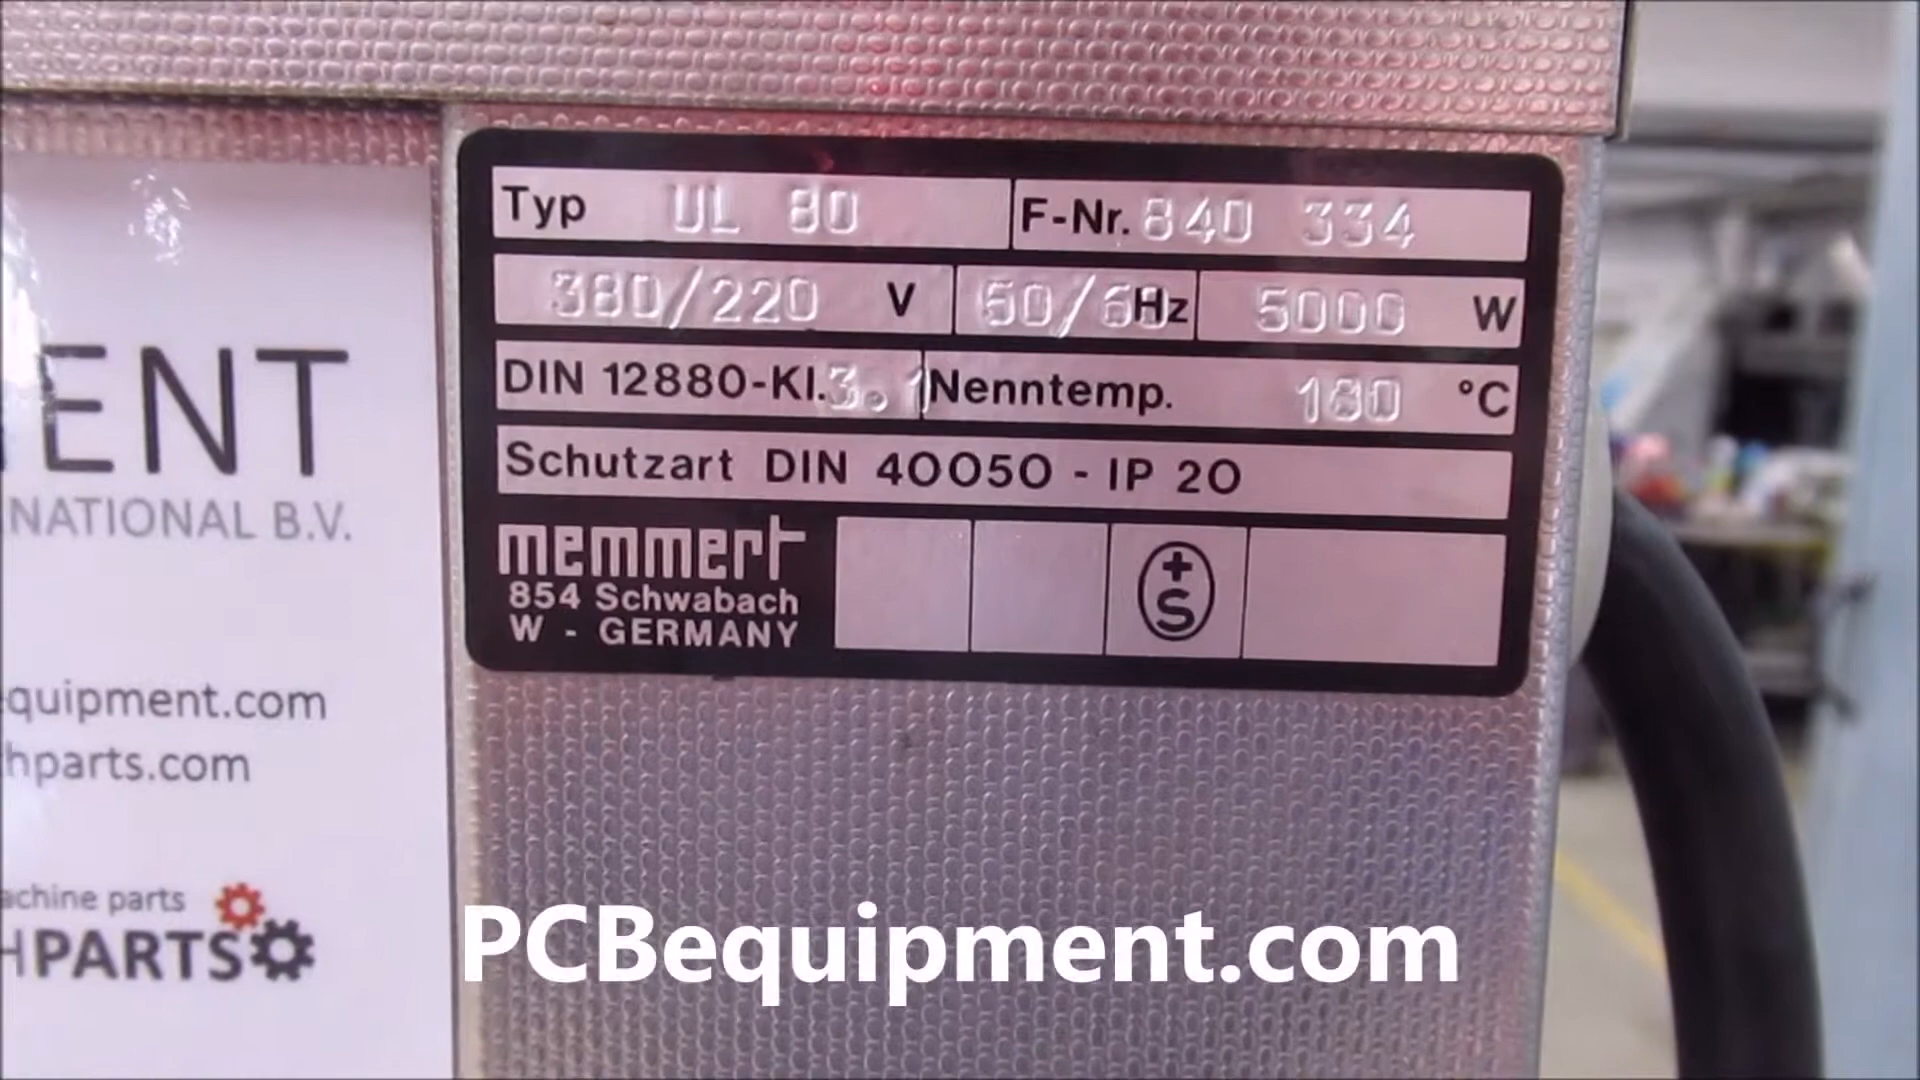 Typ UL 80 F-Nr. 840 334
380/220 V 50/60 Hz 5000 W
DIN 12880-Kl. 3.1 Nenntemp. 180 °C
Schutzart DIN 40050 - IP 20
memmert
854 Schwabach
W - GERMANY
+
S
ENT
NATIONAL B.V.
quipment.com
hparts.com
achine parts
HPARTS
PCBequipment.com